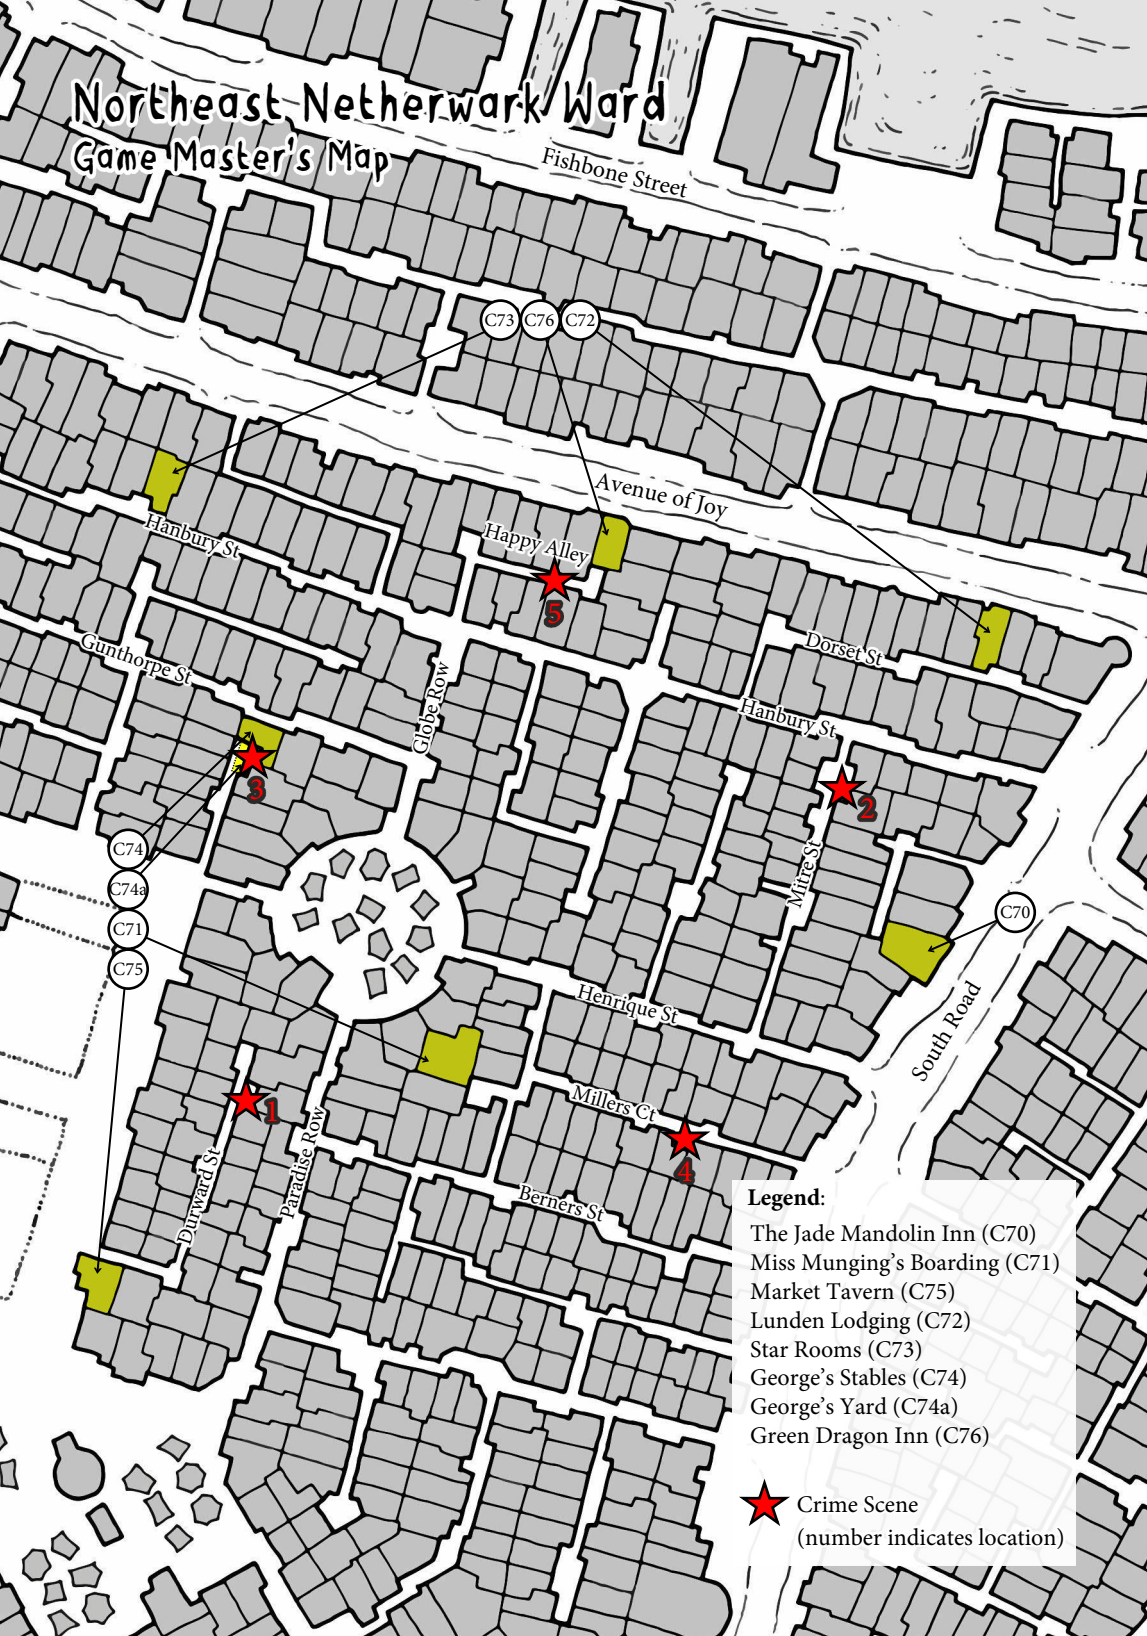 Northeast Netherwark Ward
Game Master's Map
Fishbone Street
C73
C76
C72
Avenue of Joy
Hanbury St
Happy Alley
5
Gunthorpe St
Globe Row
Dorset St
Hanbury St
3
2
C74
C74a
C71
C75
Mitre St
C70
Henrique St
South Road
Millers Ct
1
4
Paradise Row
Durward St
Berners St
Legend:
The Jade Mandolin Inn (C70)
Miss Munging's Boarding (C71)
Market Tavern (C75)
Lunden Lodging (C72)
Star Rooms (C73)
George's Stables (C74)
George's Yard (C74a)
Green Dragon Inn (C76)
Crime Scene
(number indicates location)